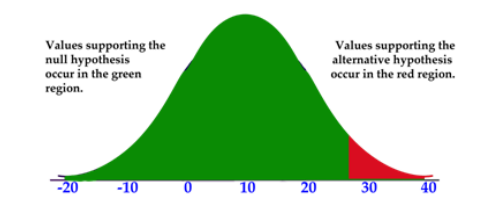 Values supporting the
null hypothesis
occur in the green
region.
Values supporting the
alternative hypothesis
occur in the red region.
-20 -10 0 10 20 30 40